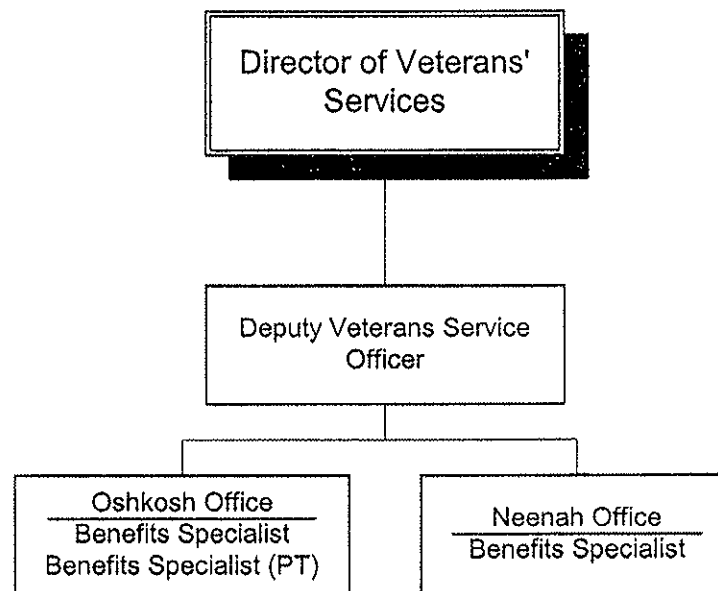 Director of Veterans'
Services
Deputy Veterans Service
Officer
Oshkosh Office
Benefits Specialist
Benefits Specialist (PT)
Neenah Office
Benefits Specialist